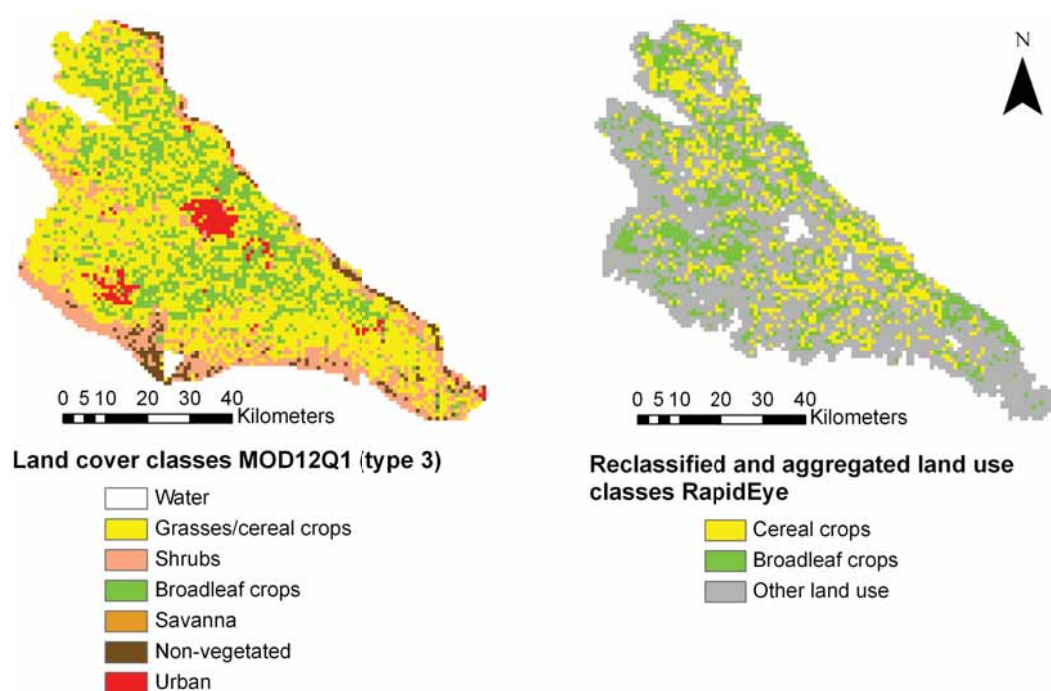 N
0 5 10 20 30 40
Kilometers
0 5 10 20 30 40
Kilometers
Land cover classes MOD12Q1 (type 3)
Water
Grasses/cereal crops
Shrubs
Broadleaf crops
Savanna
Non-vegetated
Urban
Reclassified and aggregated land use
classes RapidEye
Cereal crops
Broadleaf crops
Other land use